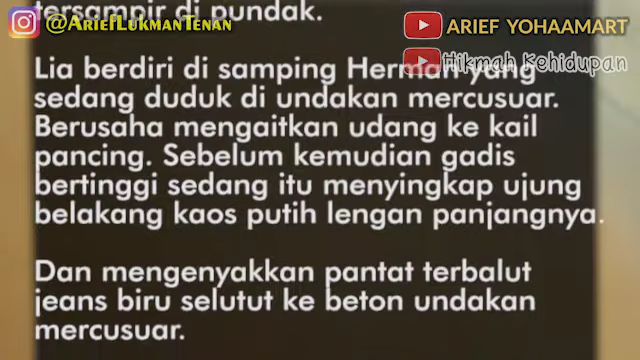 tersampir di pundak.
@AriefLukmanTenan
ARIEF YOHAAMART
Hikmah Kehidupan
Lia berdiri di samping Herman yang
sedang duduk di undakan mercusuar.
Berusaha mengaitkan udang ke kail
pancing. Sebelum kemudian gadis
bertinggi sedang itu menyingkap ujung
belakang kaos putih lengan panjangnya.
Dan mengenyakkan pantat terbalut
jeans biru selutut ke beton undakan
mercusuar.